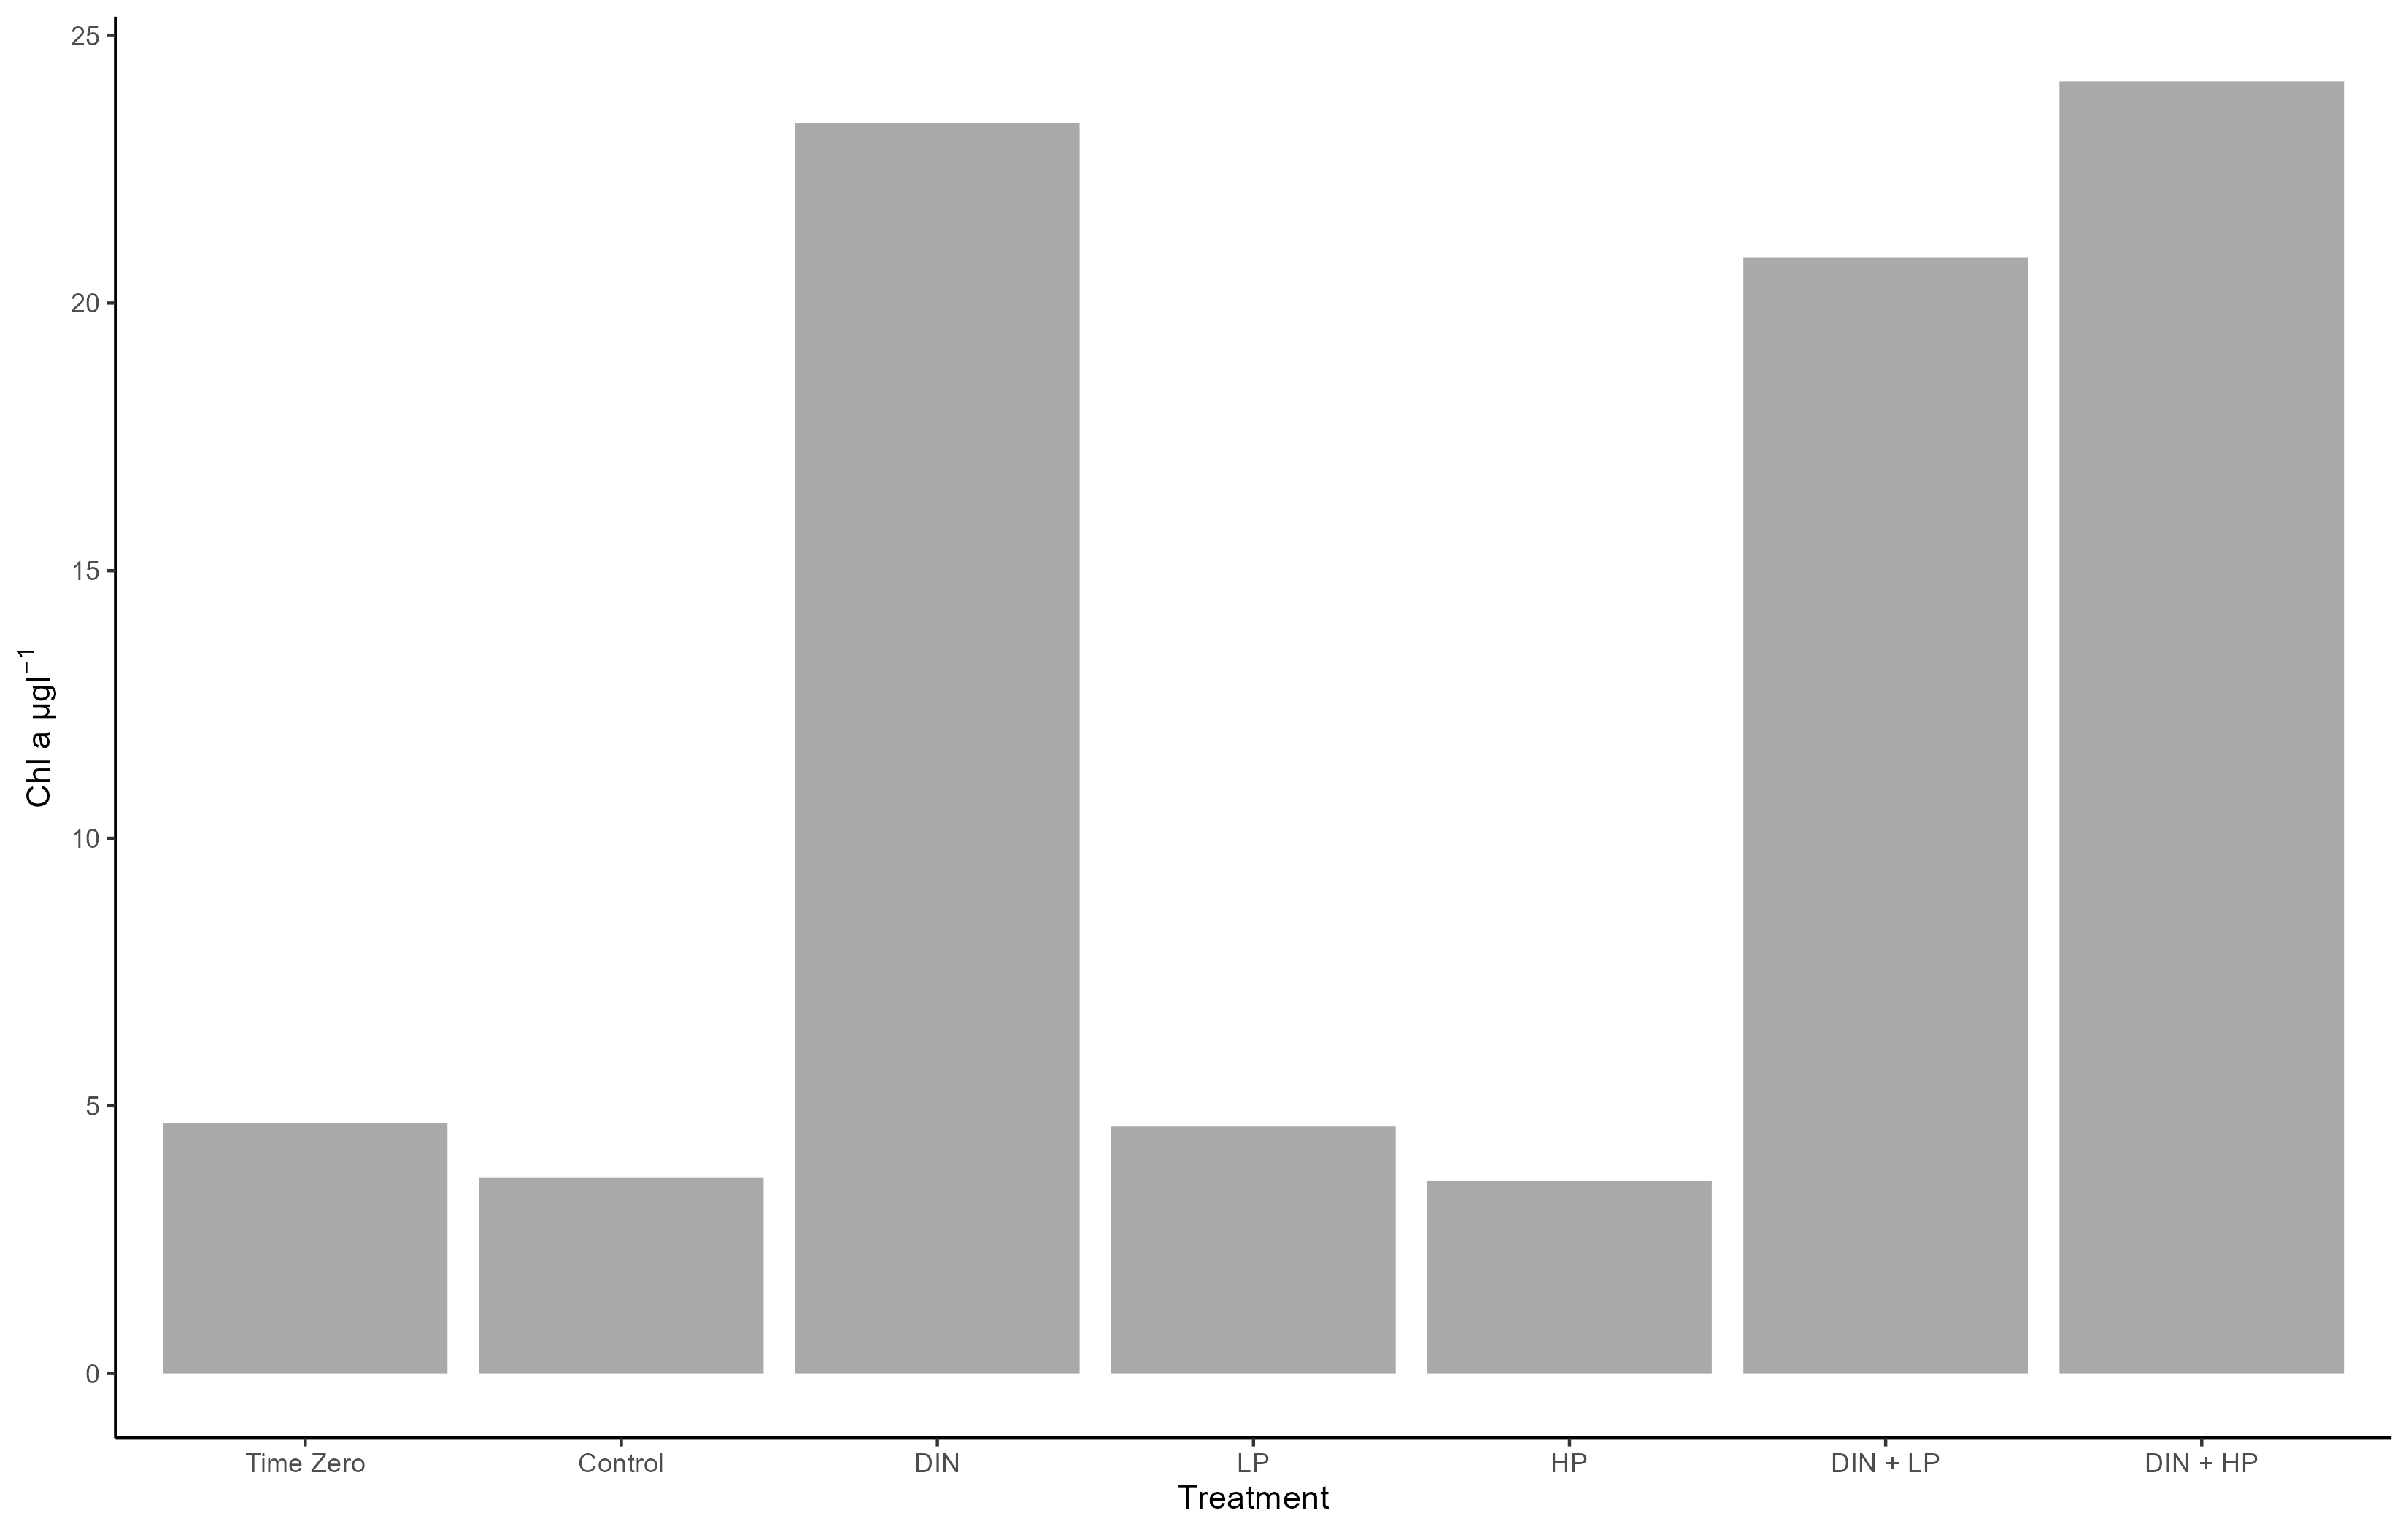 25
20
15
10
5
0
Chl a µgl⁻¹
Time Zero Control DIN LP HP DIN + LP DIN + HP
Treatment